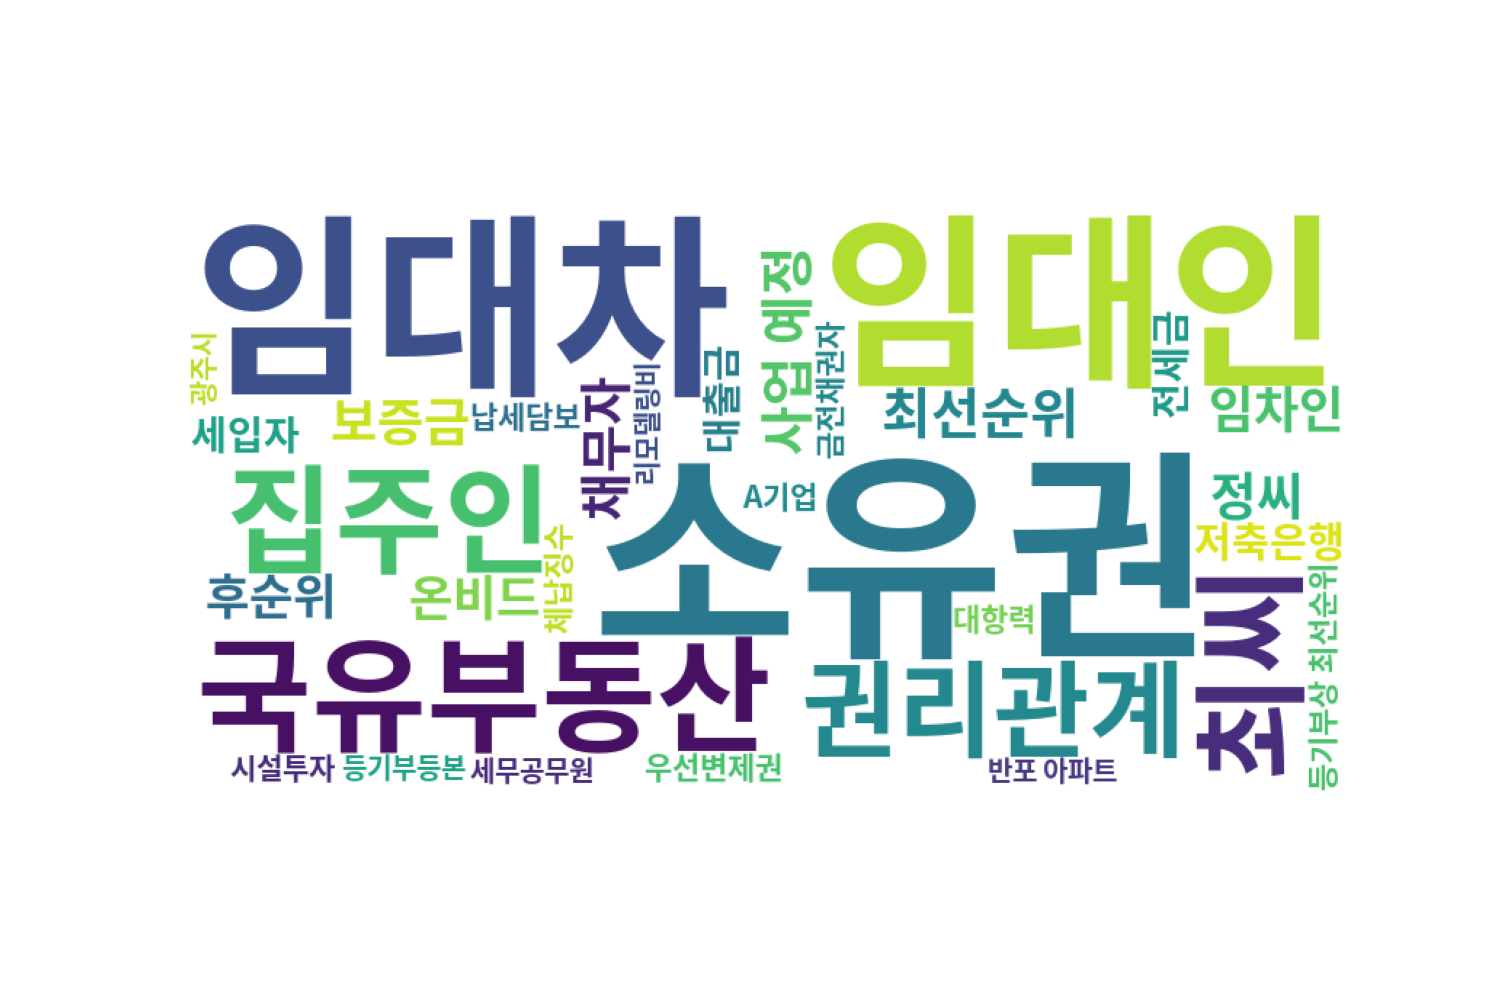 임대차
임대인
사업 예정
금전채권자
전세금
광주시
대출금
리모델링비
채무자
세입자
보증금
납세담보
최선순위
임차인
집주인
소유권
A기업
정씨
저축은행
체납징수
후순위
온비드
대항력
최씨
등기부상 최선순위
국유부동산
권리관계
시설투자
등기부등본
세무공무원
우선변제권
반포 아파트